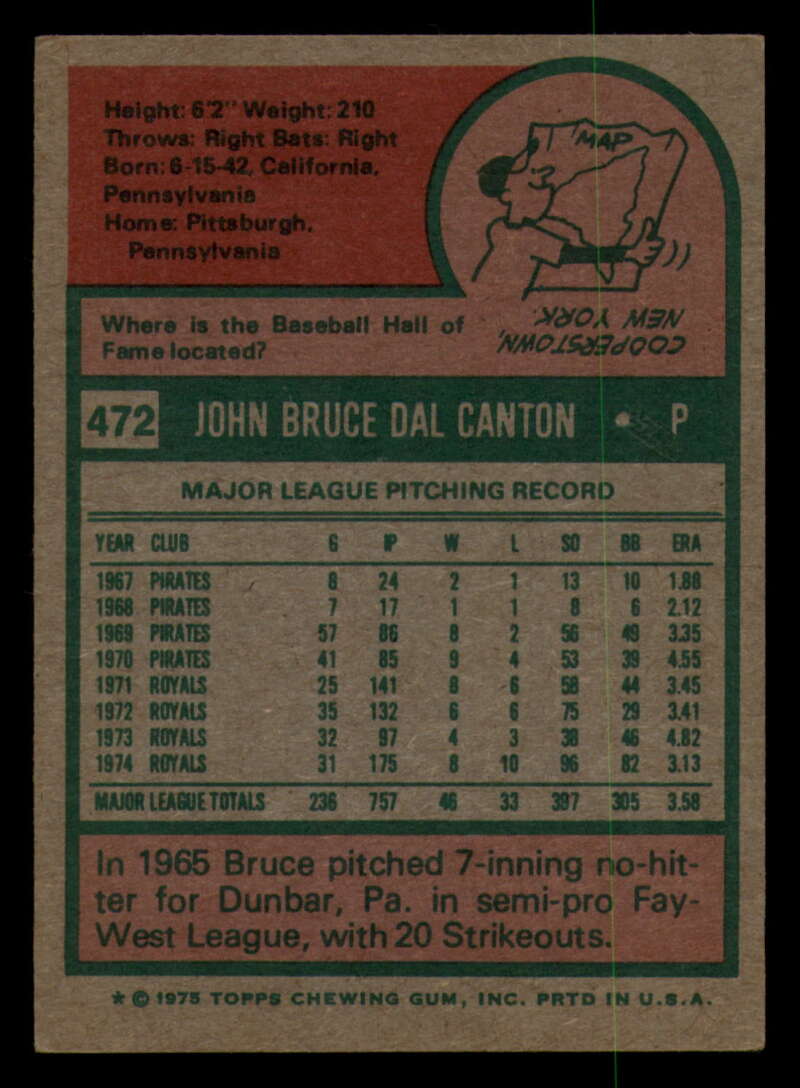 Height: 6'2" Weight: 210
Throws: Right Bats: Right
Born: 6-15-42, California,
Pennsylvania
Home: Pittsburgh,
Pennsylvania
MAP
Where is the Baseball Hall of
Fame located?
COOPERSTOWN,
NEW YORK.
472 JOHN BRUCE DAL CANTON • P
MAJOR LEAGUE PITCHING RECORD
YEAR CLUB G IP W L SO BB ERA
1967 PIRATES 8 24 2 1 13 10 1.88
1968 PIRATES 7 17 1 1 8 6 2.12
1969 PIRATES 57 86 8 2 56 49 3.35
1970 PIRATES 41 85 9 4 53 39 4.55
1971 ROYALS 25 141 8 6 58 44 3.45
1972 ROYALS 35 132 6 6 75 29 3.41
1973 ROYALS 32 97 4 3 38 46 4.82
1974 ROYALS 31 175 8 10 96 82 3.13
MAJOR LEAGUE TOTALS 236 757 46 33 397 305 3.58
In 1965 Bruce pitched 7-inning no-hit-
ter for Dunbar, Pa. in semi-pro Fay-
West League, with 20 Strikeouts.
* © 1975 TOPPS CHEWING GUM, INC. PRTD IN U.S.A.